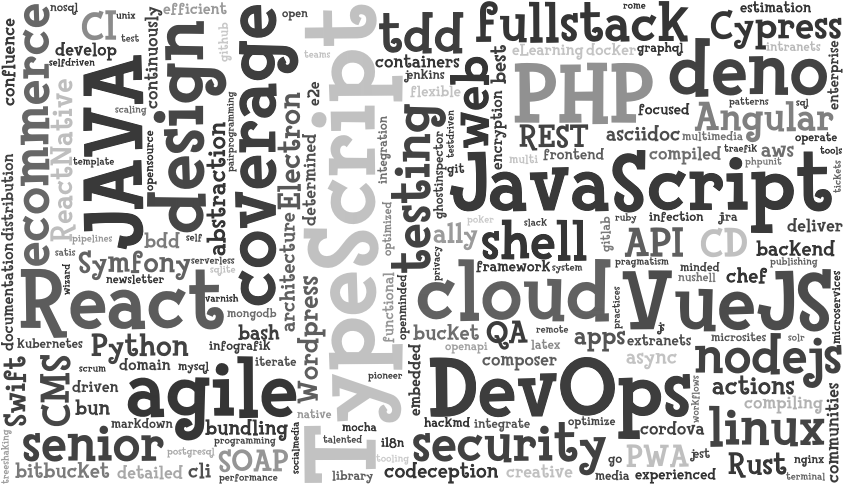 nosql
unix
efficient
open
rome
estimation
confluence
ecommerce
CI
test
continuously
design
github
coverage
teams
TypeScript
tdd
fullstack
Cypress
develop
selfdriven
containers
jenkins
flexible
best
web
eLearning
docker
graphql
intranets
deno
enterprise
JAVA
scaling
ReactNative
template
opensource
pairprogramming
abstraction
Electron
e2e
determined
integration
testing
ghostinspector
testdriven
git
encryption
PHP
focused
patterns
sql
Angular
REST
asciidoc
multimedia
operate
multi
frontend
compiled
traefik
aws
phpunit
tools
tickets
JavaScript
documentation
distribution
satis
pipelines
bdd
self
Symfony
serverless
sqlite
newsletter
wizard
React
varnish
mongodb
architecture
Wordpress
optimized
functional
openminded
privacy
a11y
poker
slack
shell
framework
system
gitlab
ruby
infection
jra
deliver
API
CD
backend
pragmatism
minded
nushell
chef
publishing
microservices
cloud
practices
VueJS
Kubernetes
Python
bash
infografiK
iterate
domain
mysql
scrum
driven
Swift
CMS
bun
agile
markdown
bundling
native
pioneer
embedded
bucket
QA
remote
openapi
latex
composer
apps
js
extranets
async
microsites
solr
nodejs
DevOps
workflows
actions
compiling
communities
linux
treeshaking
senior
programming
postgresql
bitbucket
detailed
cli
SOAP
performance
socialmedia
mocha
talented
i18n
tooling
library
hacKmd
integrate
optimize
cordova
security
codeception
creative
go
media
PWA
jest
experienced
Rust
nginx
terminal